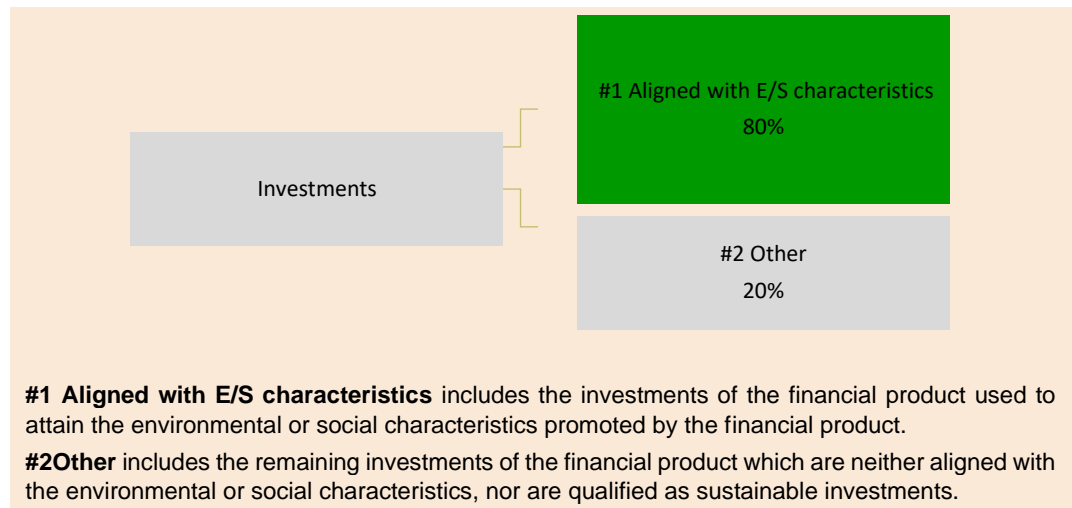 #1 Aligned with E/S characteristics
80%
Investments
#2 Other
20%
#1 Aligned with E/S characteristics includes the investments of the financial product used to
attain the environmental or social characteristics promoted by the financial product.
#2Other includes the remaining investments of the financial product which are neither aligned with
the environmental or social characteristics, nor are qualified as sustainable investments.